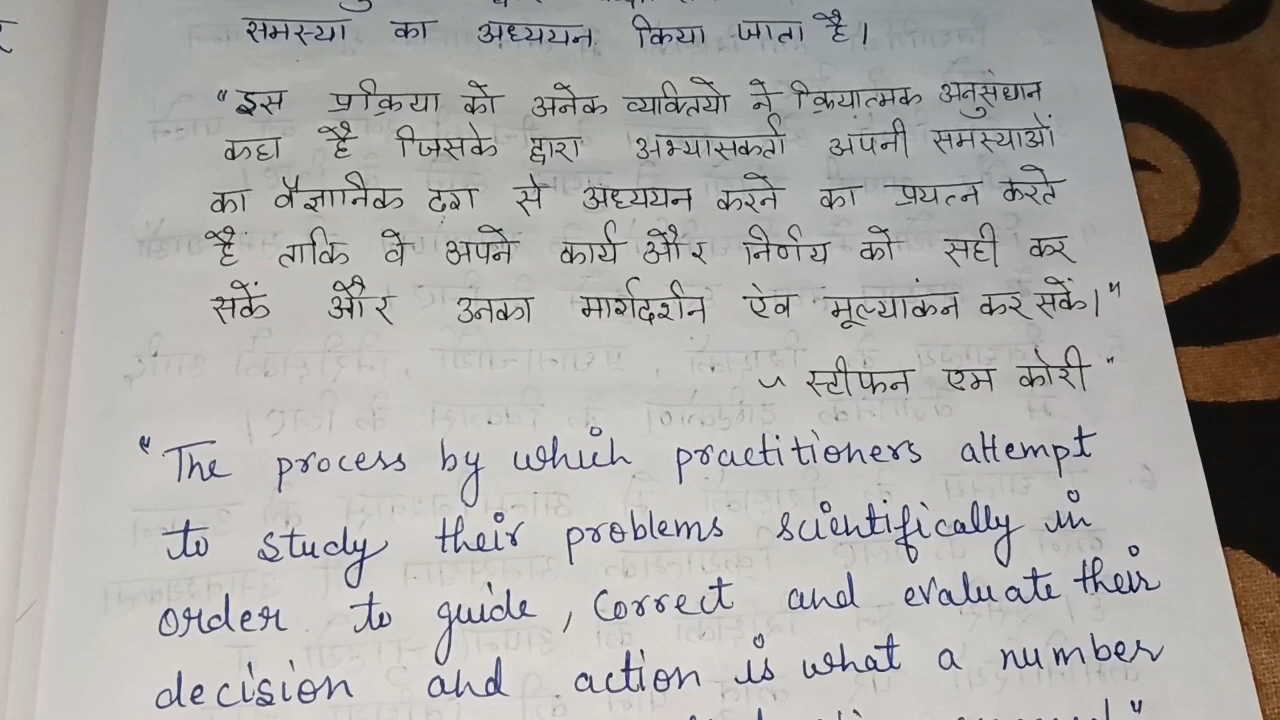 समस्या का अध्ययन किया जाता है।
"इस प्रक्रिया को अनेक व्यक्तियों ने क्रियात्मक अनुसंधान
कहा है जिसके द्वारा अभ्यासकर्ता अपनी समस्याओं
का वैज्ञानिक ढंग से अध्ययन करने का प्रयत्न करते
हैं ताकि वे अपने कार्य और निर्णय को सही कर
सकें और उनका मार्गदर्शन ऐंव मूल्याकंन कर सकें।"
"स्टीफन एम कोरी"
"The process by which practitioners attempt
to study their problems scientifically in
order to guide, correct and evaluate their
decision and action is what a number